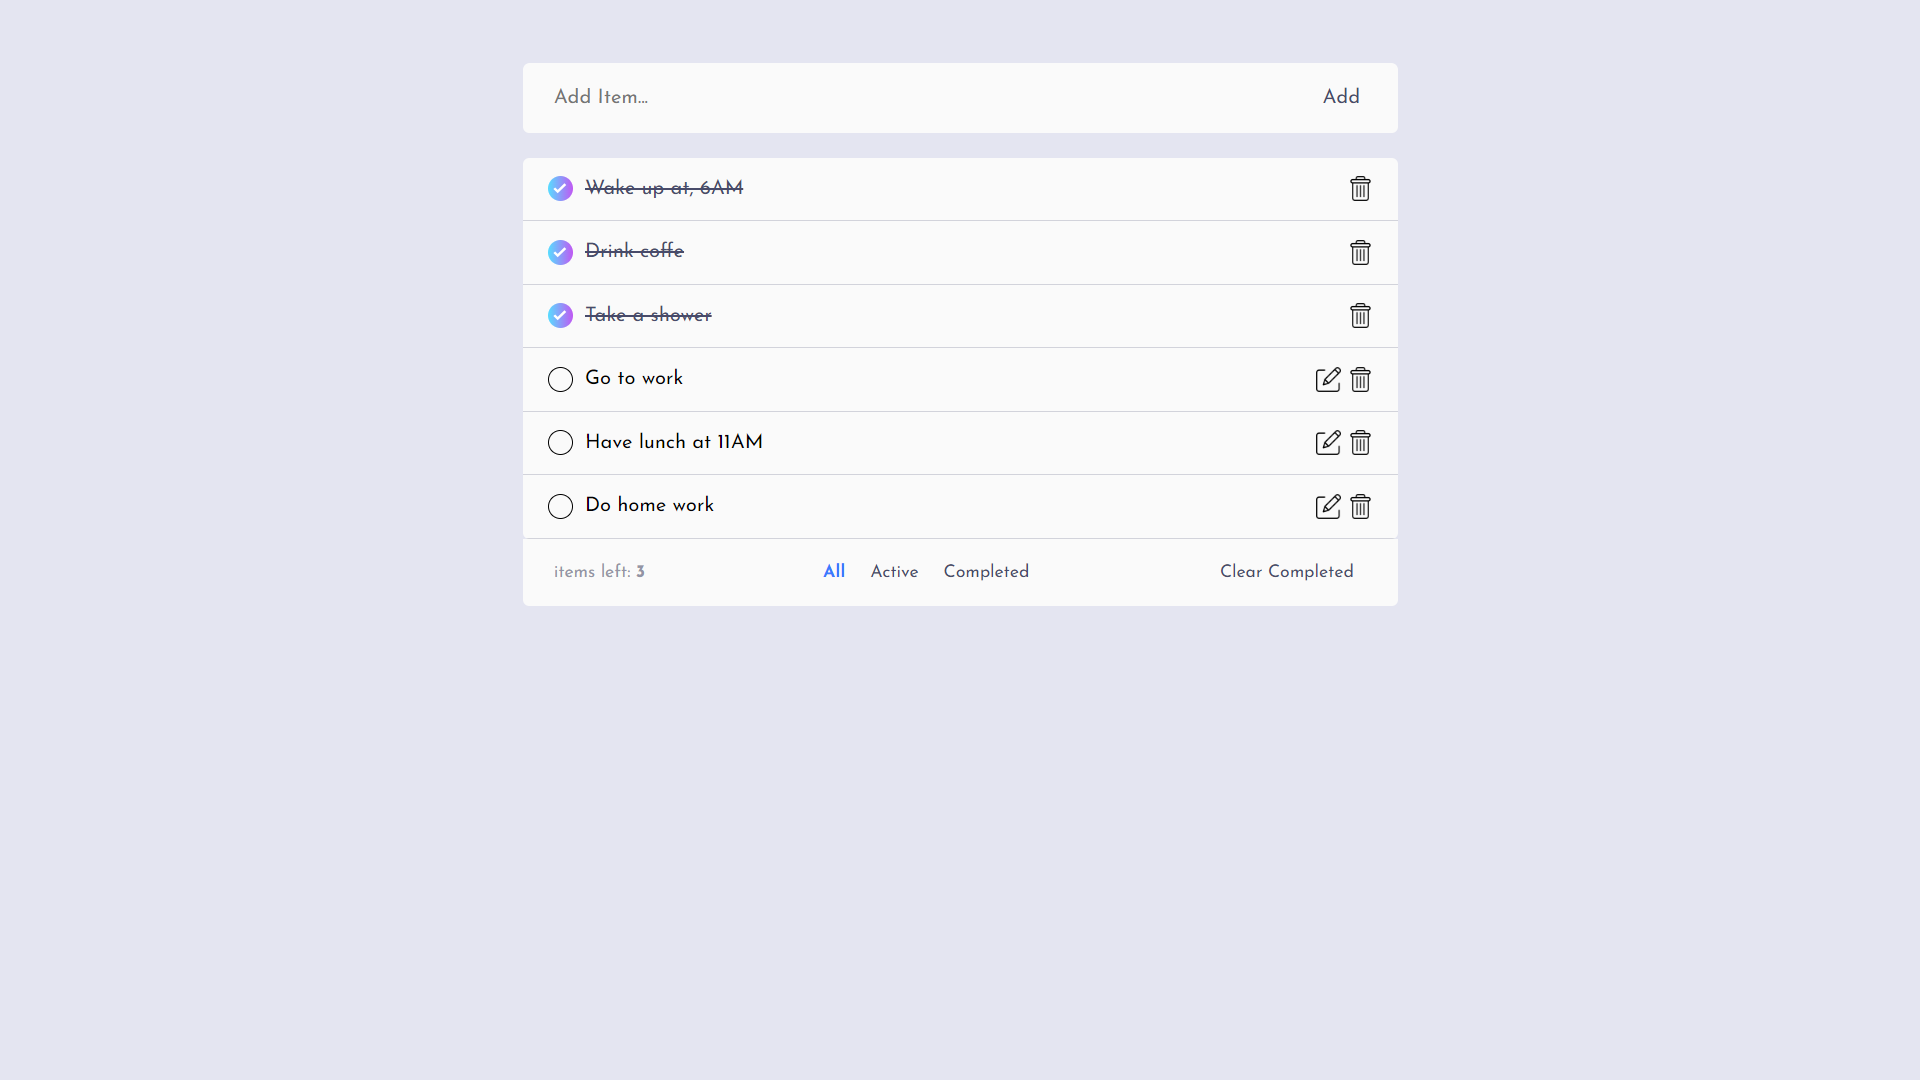 Add Item... Add
Wake up at, 6AM
Drink coffe
Take a shower
Go to work
Have lunch at 11AM
Do home work
items left: 3 All Active Completed Clear Completed